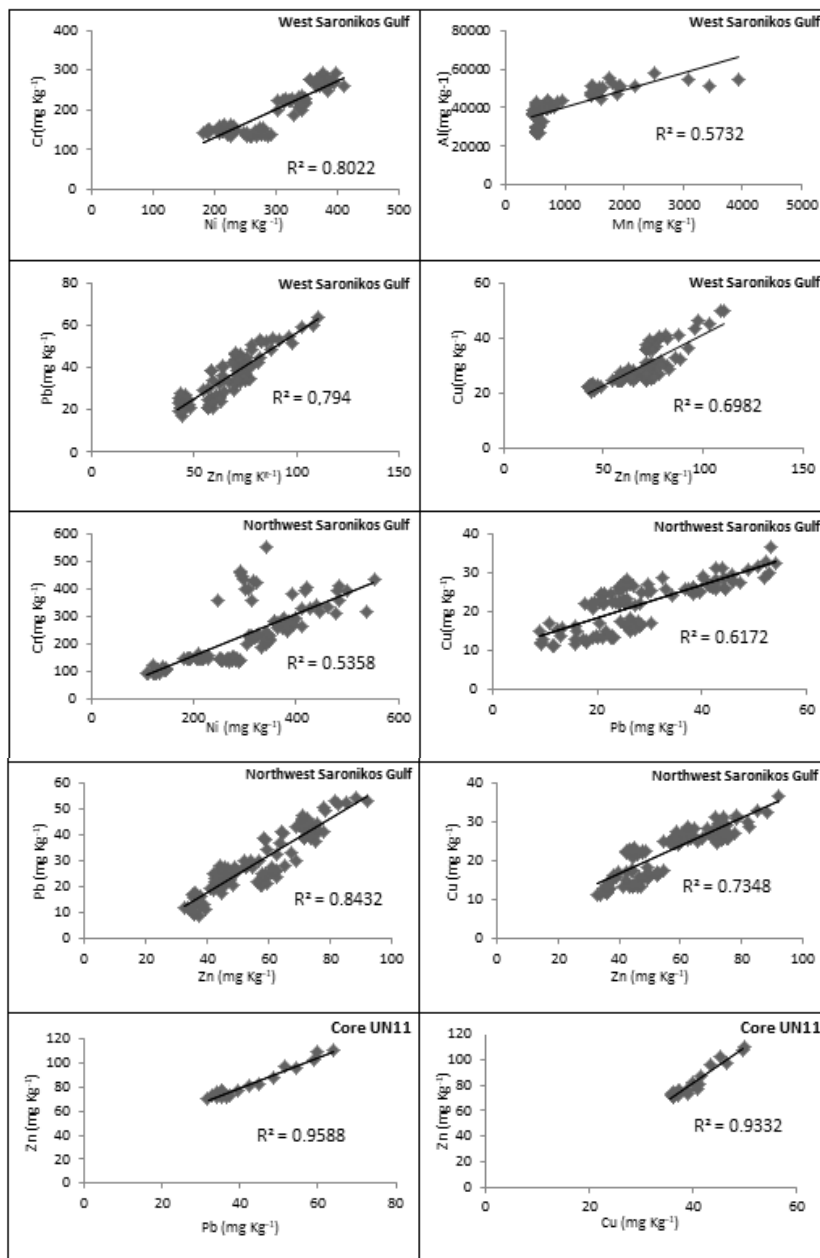 West Saronikos Gulf
400
300
200
100
0
Cr(mg Kg⁻¹)
R² = 0.8022
0 100 200 300 400 500
Ni (mg Kg⁻¹)
West Saronikos Gulf
80000
60000
40000
20000
0
Al(mg Kg-1)
R² = 0.5732
0 1000 2000 3000 4000 5000
Mn (mg Kg⁻¹)
West Saronikos Gulf
80
60
40
20
0
Pb(mg Kg⁻¹)
R² = 0,794
0 50 100 150
Zn (mg Kg⁻¹)
West Saronikos Gulf
60
40
20
0
Cu(mg Kg⁻¹)
R² = 0.6982
0 50 100 150
Zn (mg Kg⁻¹)
Northwest Saronikos Gulf
600
500
400
300
200
100
0
Cr(mg Kg⁻¹)
R² = 0.5358
0 200 400 600
Ni (mg Kg⁻¹)
Northwest Saronikos Gulf
40
30
20
10
0
Cu(mg Kg⁻¹)
R² = 0.6172
0 20 40 60
Pb (mg Kg⁻¹)
Northwest Saronikos Gulf
60
50
40
30
20
10
0
Pb (mg Kg⁻¹)
R² = 0.8432
0 20 40 60 80 100
Zn (mg Kg⁻¹)
Northwest Saronikos Gulf
40
30
20
10
0
Cu (mg Kg⁻¹)
R² = 0.7348
0 20 40 60 80 100
Zn (mg Kg⁻¹)
Core UN11
120
100
80
60
40
20
0
Zn (mg Kg⁻¹)
R² = 0.9588
0 20 40 60 80
Pb (mg Kg⁻¹)
Core UN11
120
100
80
60
40
20
0
Zn (mg Kg⁻¹)
R² = 0.9332
0 20 40 60
Cu (mg Kg⁻¹)